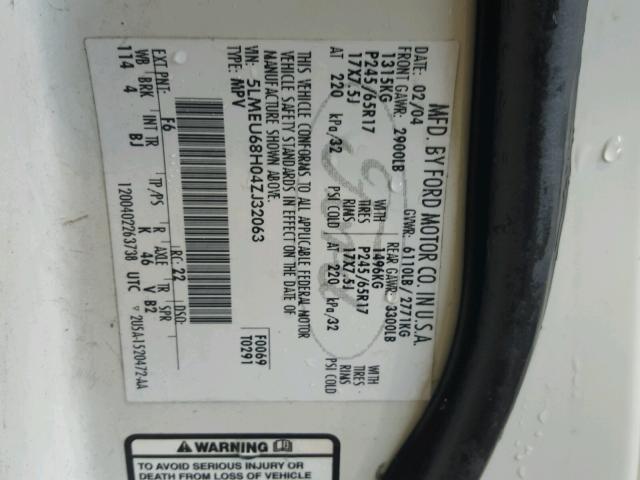 MFD. BY FORD MOTOR CO. IN U.S.A.
DATE: 02/04 GVWR: 6110LB / 2771KG
FRONT GAWR: 2900LB REAR GAWR: 3300LB
1315KG WITH 1496KG WITH
P245/65R17 TIRES P245/65R17 TIRES
17X7.5J RIMS 17X7.5J RIMS
AT 220 kPa/32 PSI COLD AT 220 kPa/32 PSI COLD
THIS VEHICLE CONFORMS TO ALL APPLICABLE FEDERAL MOTOR
VEHICLE SAFETY STANDARDS IN EFFECT ON THE DATE OF
MANUFACTURE SHOWN ABOVE.
VIN: 5LMEU68H04ZJ32063 F0069
TYPE: MPV T0291
EXT PNT: F6 RC: 22 DSO:
WB BRK INT TR TP/PS R AXLE TR SPR
114 4 BJ K 46 V B2
1200402263738 UTC
WARNING
TO AVOID SERIOUS INJURY OR
DEATH FROM LOSS OF VEHICLE